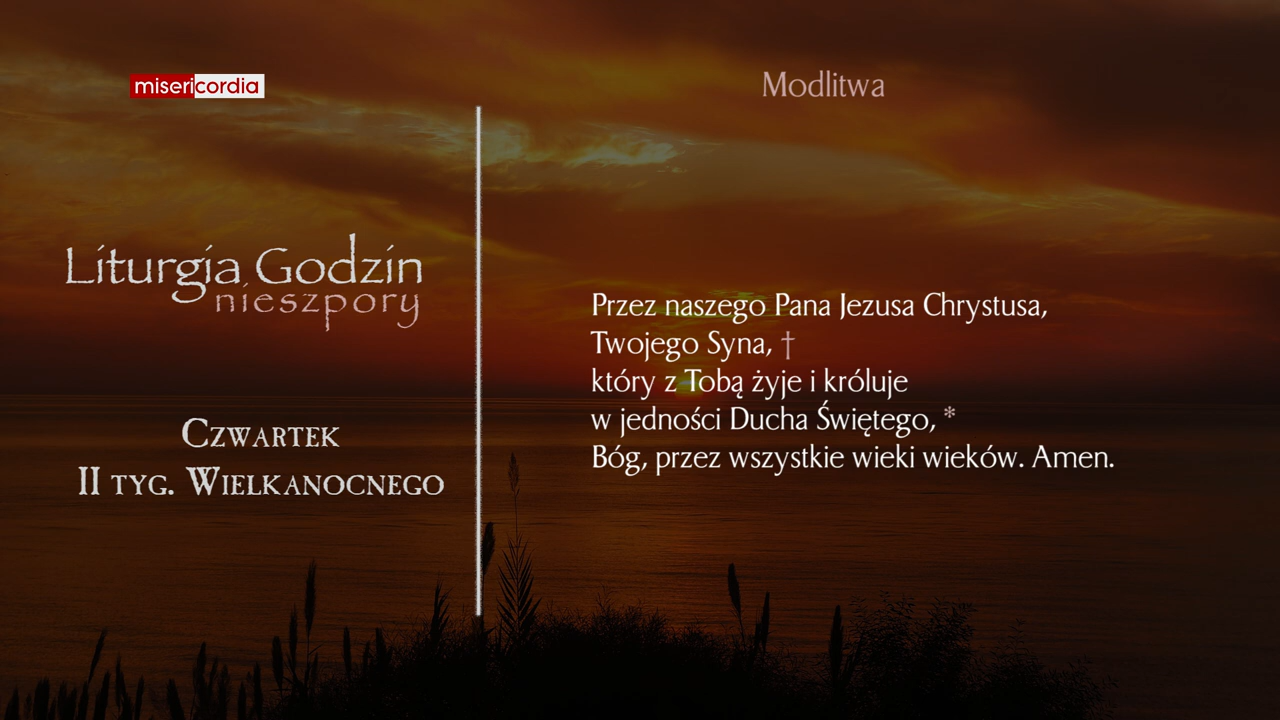 misericordia
Modlitwa
Liturgia Godzin
nieszpory
Czwartek
II tyg. Wielkanocnego
Przez naszego Pana Jezusa Chrystusa,
Twojego Syna, †
który z Tobą żyje i króluje
w jedności Ducha Świętego, *
Bóg, przez wszystkie wieki wieków. Amen.